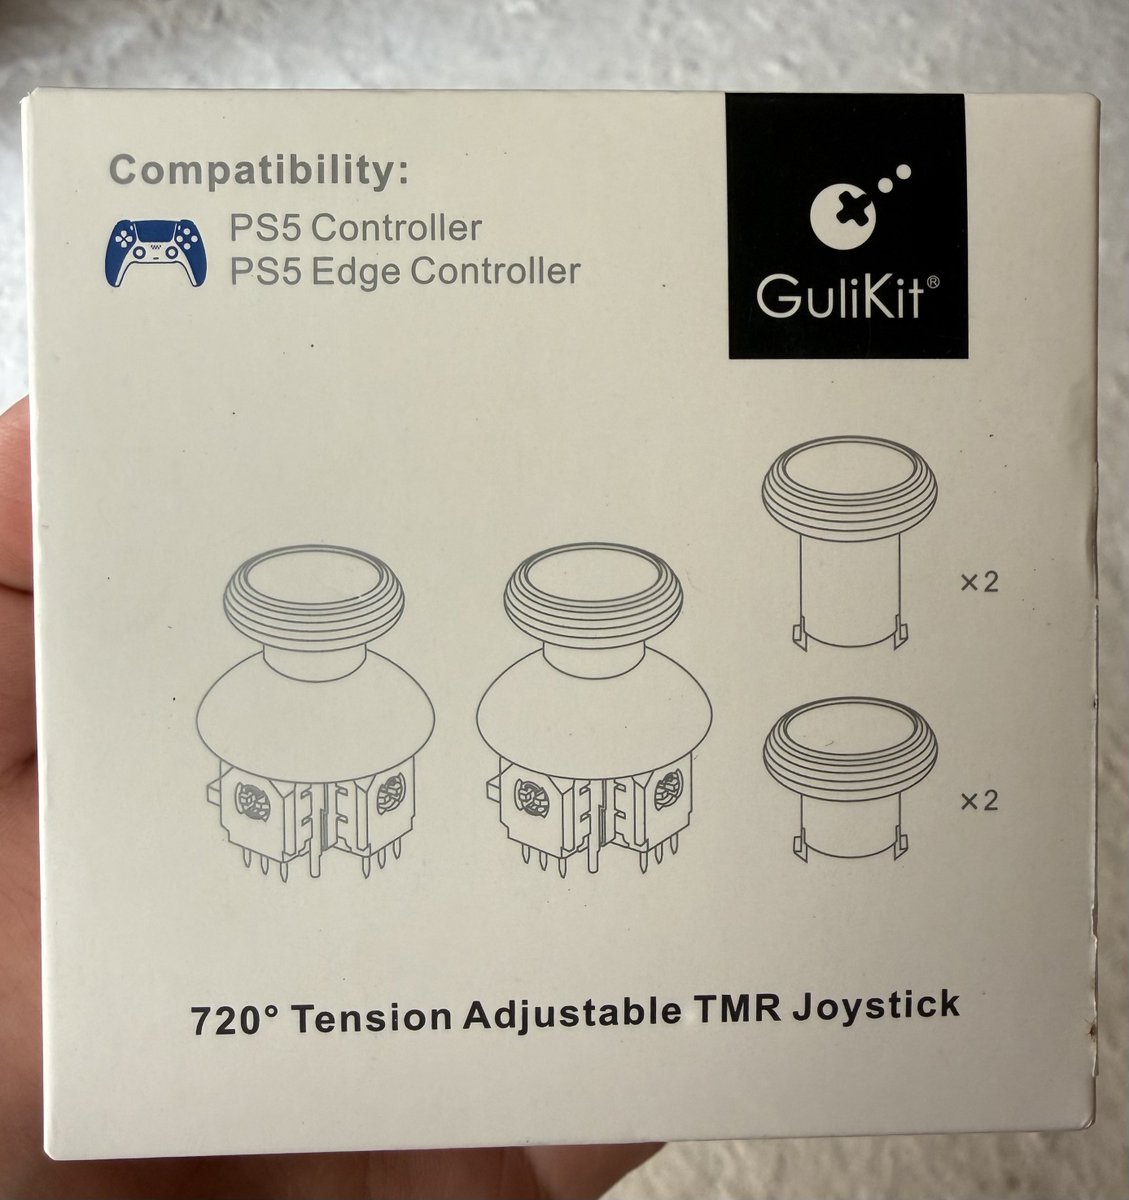 Compatibility:
PS5 Controller
PS5 Edge Controller
GuliKit®
×2
×2
720° Tension Adjustable TMR Joystick